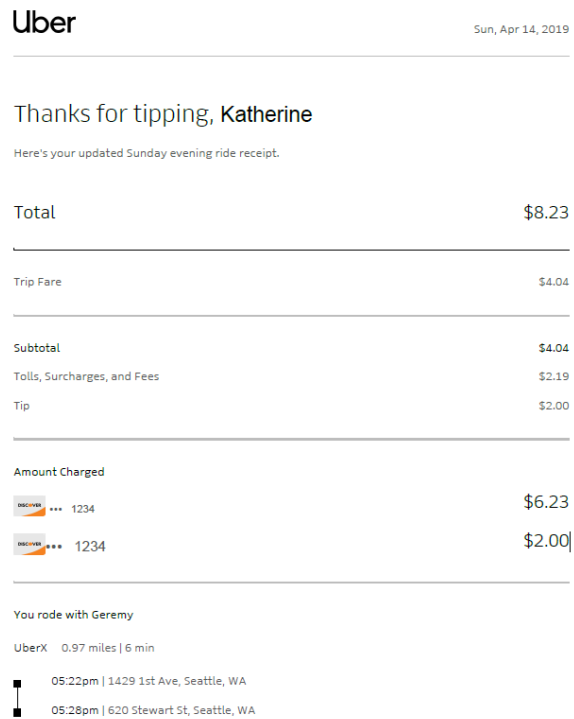 Uber
Sun, Apr 14, 2019
Thanks for tipping, Katherine
Here's your updated Sunday evening ride receipt.
Total $8.23
Trip Fare $4.04
Subtotal $4.04
Tolls, Surcharges, and Fees $2.19
Tip $2.00
Amount Charged
DISCOVER ••• 1234 $6.23
DISCOVER ••• 1234 $2.00
You rode with Geremy
UberX 0.97 miles | 6 min
05:22pm | 1429 1st Ave, Seattle, WA
05:28pm | 620 Stewart St, Seattle, WA